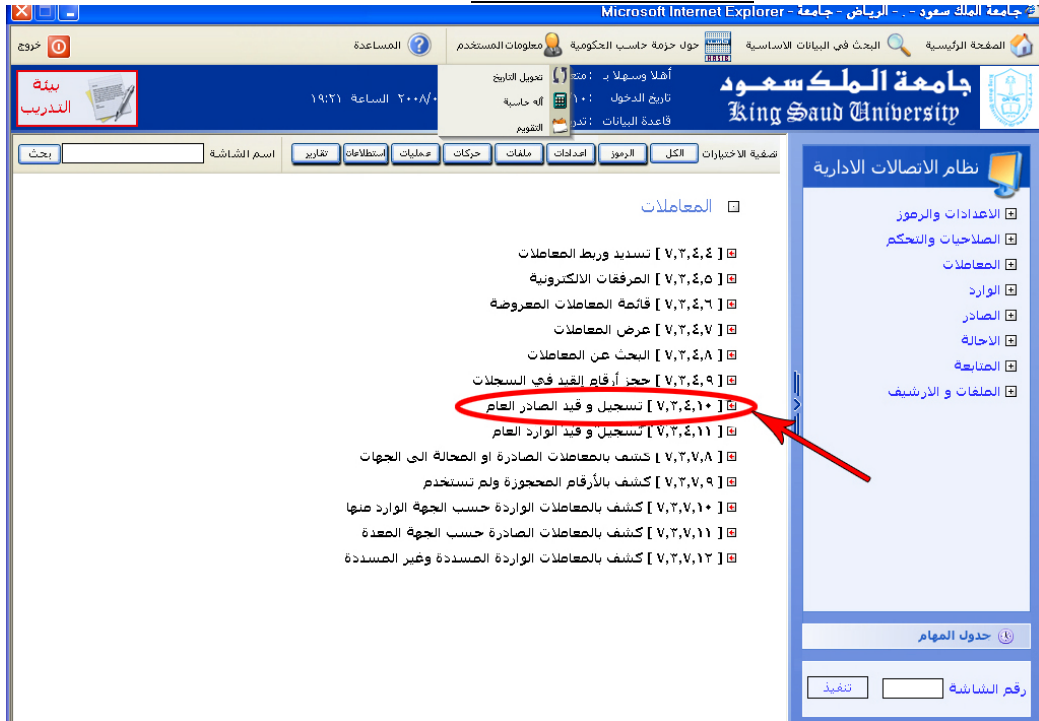 جامعة الملك سعود - . - الرياض - جامعة - Microsoft Internet Explorer
الصفحة الرئيسية
البحث في البيانات الاساسية
حول حزمة حاسب الحكومية
معلومات المستخدم
المساعدة
خروج
تحويل التاريخ
آله حاسبة
التقويم
جامعة الملك سعود
King Saud University
أهلا وسهلا بـ :
تاريخ الدخول :
٢٠٠٨/٠ الساعة ١٩:٢١
قاعدة البيانات :
بيئة
التدريب
نظام الاتصالات الادارية
الاعدادات والرموز
الصلاحيات والتحكم
المعاملات
الوارد
الصادر
الاحالة
المتابعة
الملفات و الارشيف
جدول المهام
رقم الشاشة
تنفيذ
تصفية الاختيارات الكل الرموز اعدادات ملفات حركات عمليات إستطلاعات تقارير اسم الشاشة بحث
المعاملات
[ ٧,٣,٤,٤ ] تسديد وربط المعاملات
[ ٧,٣,٤,٥ ] المرفقات الالكترونية
[ ٧,٣,٤,٦ ] قائمة المعاملات المعروضة
[ ٧,٣,٤,٧ ] عرض المعاملات
[ ٧,٣,٤,٨ ] البحث عن المعاملات
[ ٧,٣,٤,٩ ] حجز أرقام القيد في السجلات
[ ٧,٣,٤,١٠ ] تسجيل و قيد الصادر العام
[ ٧,٣,٤,١١ ] تسجيل و قيد الوارد العام
[ ٧,٣,٧,٨ ] كشف بالمعاملات الصادرة او المحالة الى الجهات
[ ٧,٣,٧,٩ ] كشف بالأرقام المحجوزة ولم تستخدم
[ ٧,٣,٧,١٠ ] كشف بالمعاملات الواردة حسب الجهة الوارد منها
[ ٧,٣,٧,١١ ] كشف بالمعاملات الصادرة حسب الجهة المعدة
[ ٧,٣,٧,١٢ ] كشف بالمعاملات الواردة المسددة وغير المسددة